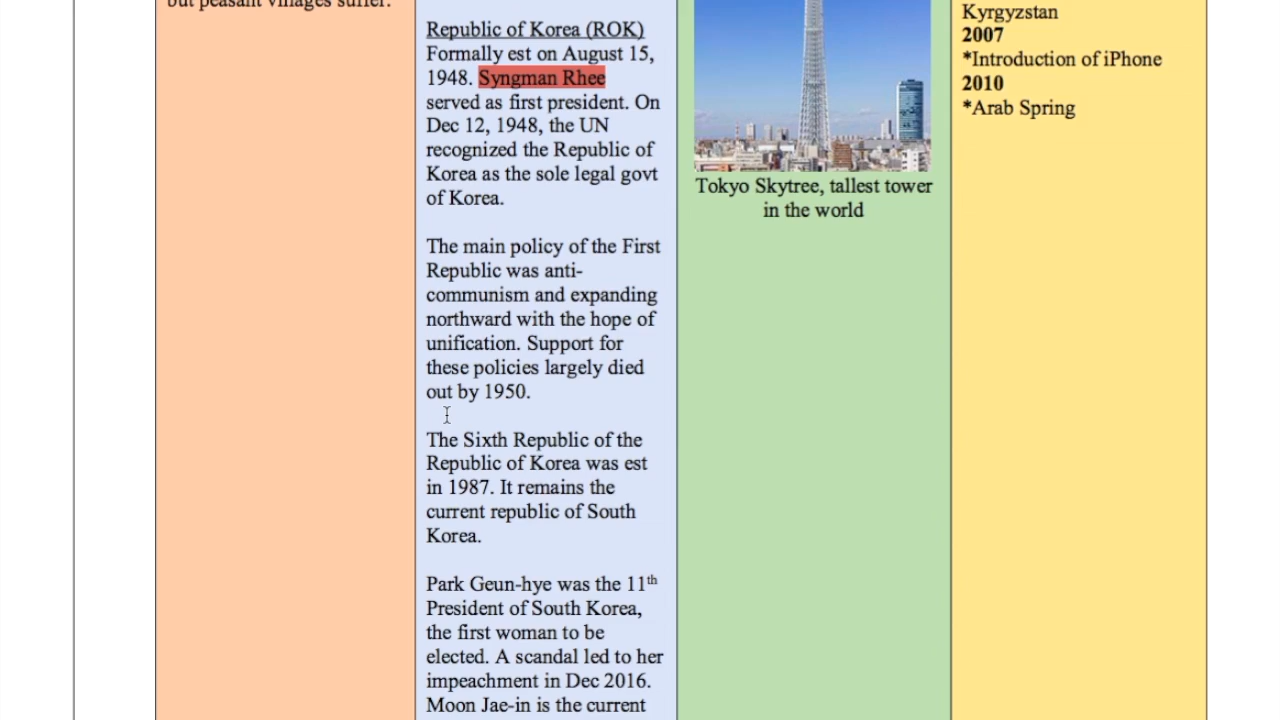 but peasant villages suffer.
Republic of Korea (ROK)
Formally est on August 15,
1948. Syngman Rhee
served as first president. On
Dec 12, 1948, the UN
recognized the Republic of
Korea as the sole legal govt
of Korea.
The main policy of the First
Republic was anti-
communism and expanding
northward with the hope of
unification. Support for
these policies largely died
out by 1950.
The Sixth Republic of the
Republic of Korea was est
in 1987. It remains the
current republic of South
Korea.
Park Geun-hye was the 11th
President of South Korea,
the first woman to be
elected. A scandal led to her
impeachment in Dec 2016.
Moon Jae-in is the current
Tokyo Skytree, tallest tower
in the world
Kyrgyzstan
2007
*Introduction of iPhone
2010
*Arab Spring